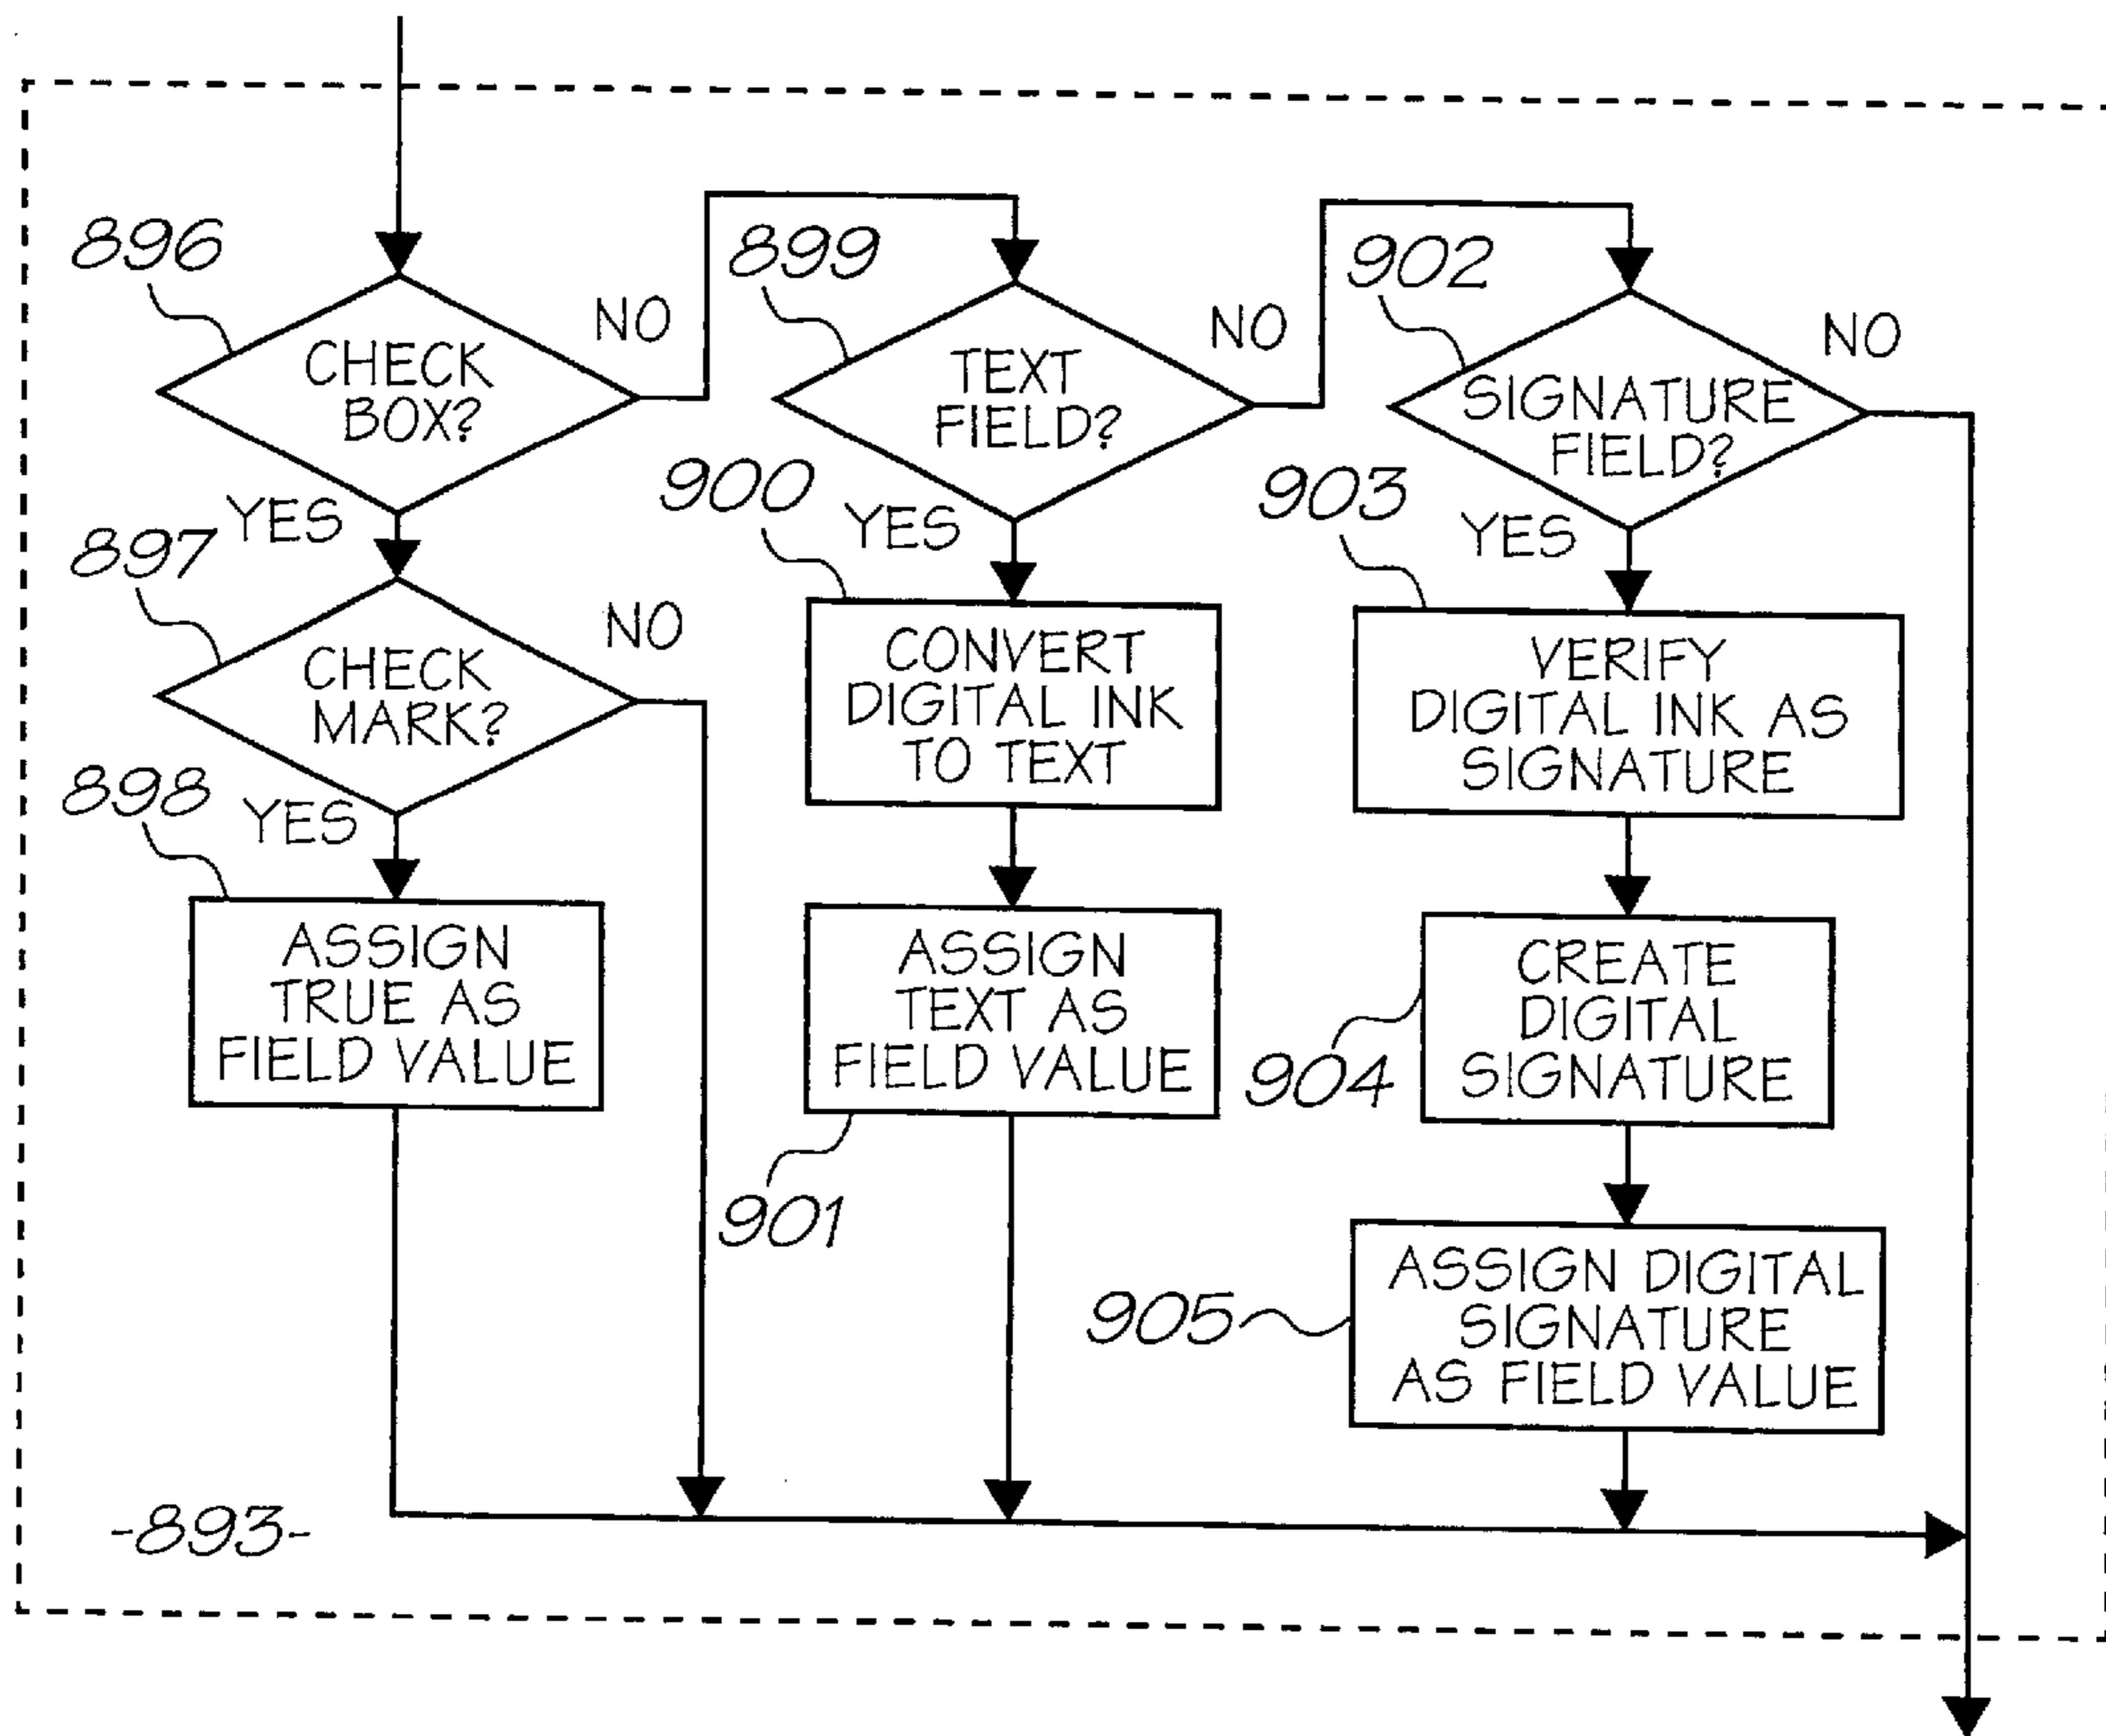 896
CHECK
BOX?
NO
YES
897
CHECK
MARK?
NO
YES
898
ASSIGN
TRUE AS
FIELD VALUE
899
TEXT
FIELD?
NO
YES
900
CONVERT
DIGITAL INK
TO TEXT
ASSIGN
TEXT AS
FIELD VALUE
901
902
SIGNATURE
FIELD?
NO
YES
903
VERIFY
DIGITAL INK AS
SIGNATURE
CREATE
DIGITAL
SIGNATURE
904
ASSIGN DIGITAL
SIGNATURE
AS FIELD VALUE
905
-893-